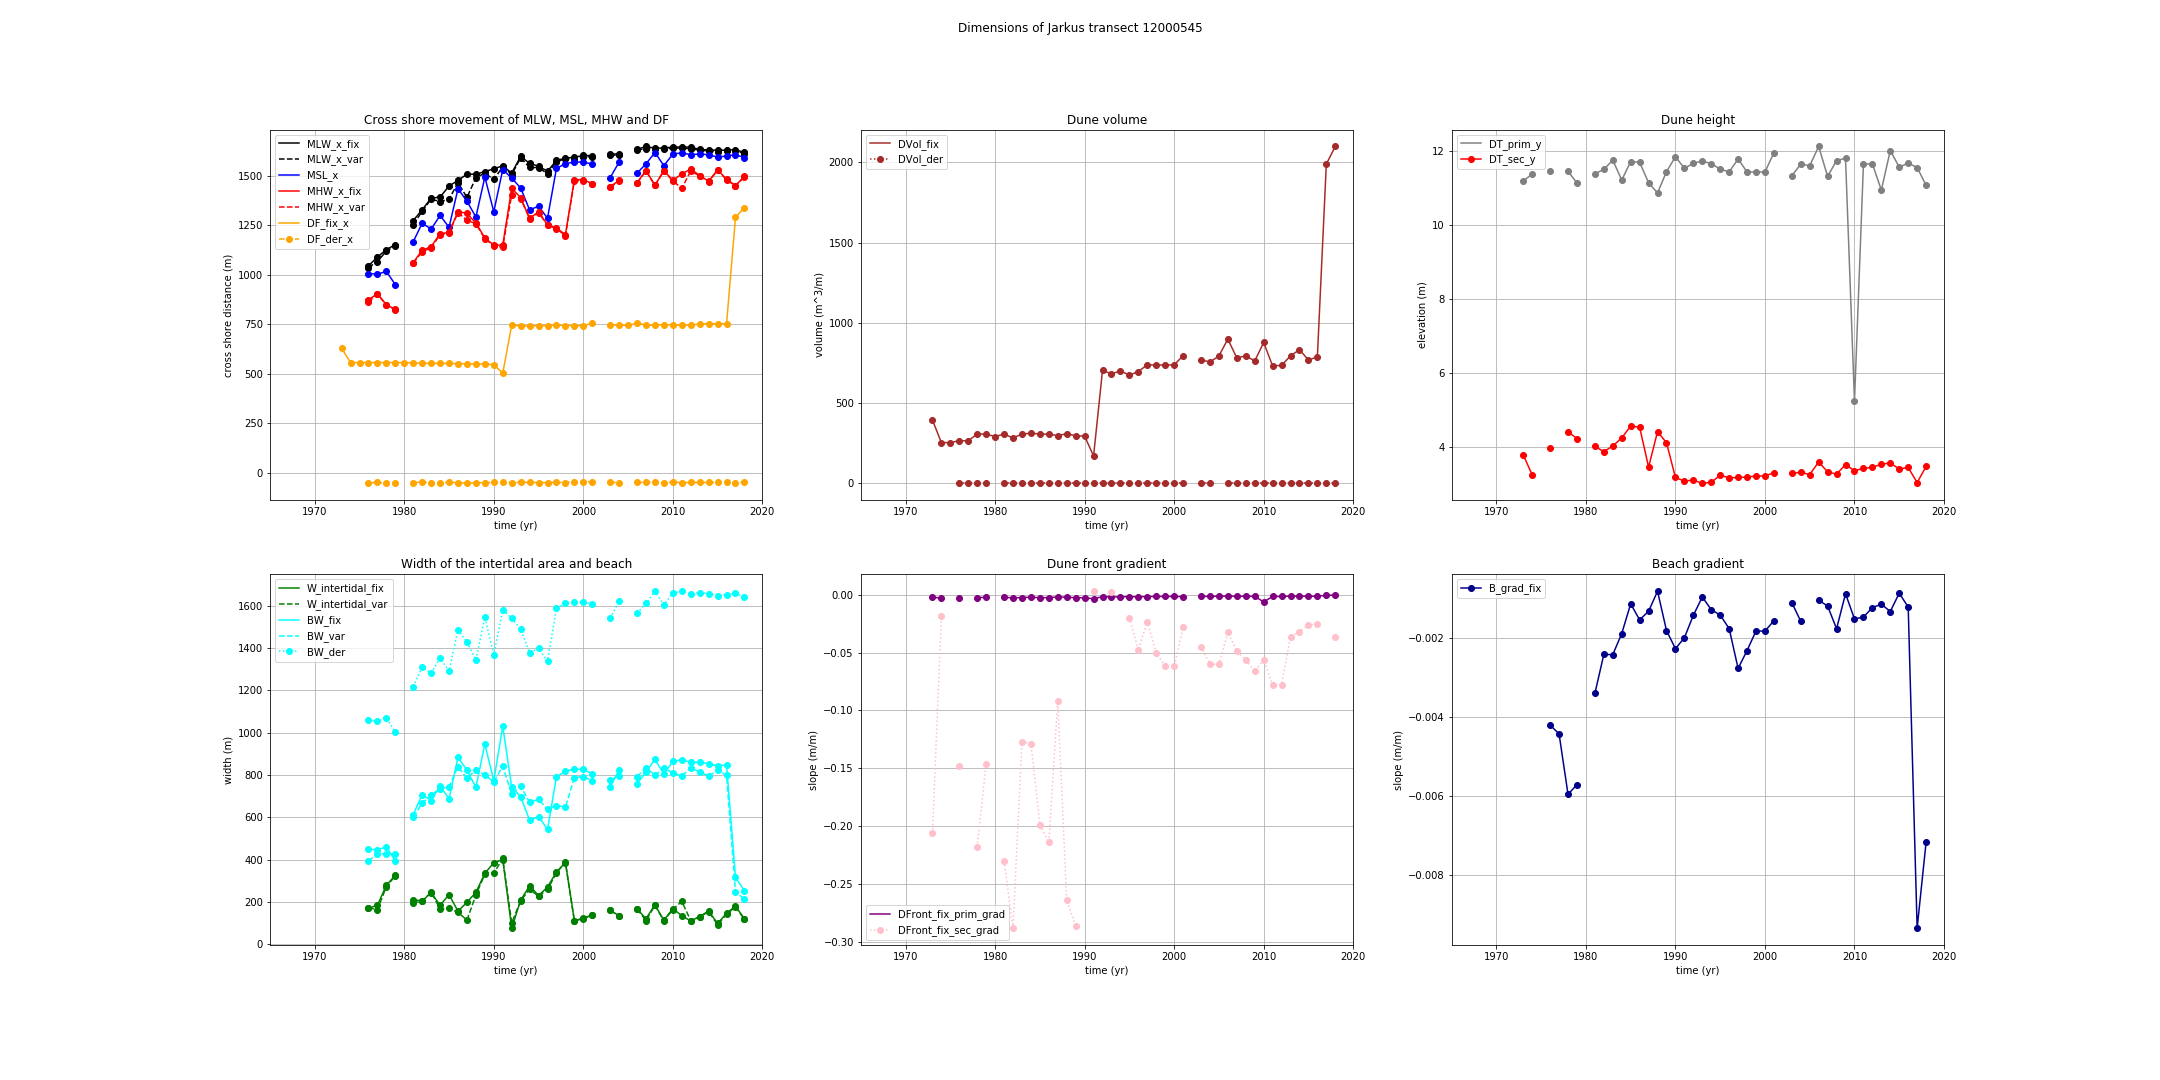 Dimensions of Jarkus transect 12000545
Cross shore movement of MLW, MSL, MHW and DF
MLW_x_fix
MLW_x_var
MSL_x
MHW_x_fix
MHW_x_var
DF_fix_x
DF_der_x
1500
1250
1000
750
500
250
0
cross shore distance (m)
1970 1980 1990 2000 2010 2020
time (yr)
Dune volume
DVol_fix
DVol_der
2000
1500
1000
500
0
volume (m^3/m)
1970 1980 1990 2000 2010 2020
time (yr)
Dune height
DT_prim_y
DT_sec_y
12
10
8
6
4
elevation (m)
1970 1980 1990 2000 2010 2020
time (yr)
Width of the intertidal area and beach
W_intertidal_fix
W_intertidal_var
BW_fix
BW_var
BW_der
1600
1400
1200
1000
800
600
400
200
0
width (m)
1970 1980 1990 2000 2010 2020
time (yr)
Dune front gradient
0.00
−0.05
−0.10
−0.15
−0.20
−0.25
−0.30
slope (m/m)
DFront_fix_prim_grad
DFront_fix_sec_grad
1970 1980 1990 2000 2010 2020
time (yr)
Beach gradient
B_grad_fix
−0.002
−0.004
−0.006
−0.008
slope (m/m)
1970 1980 1990 2000 2010 2020
time (yr)